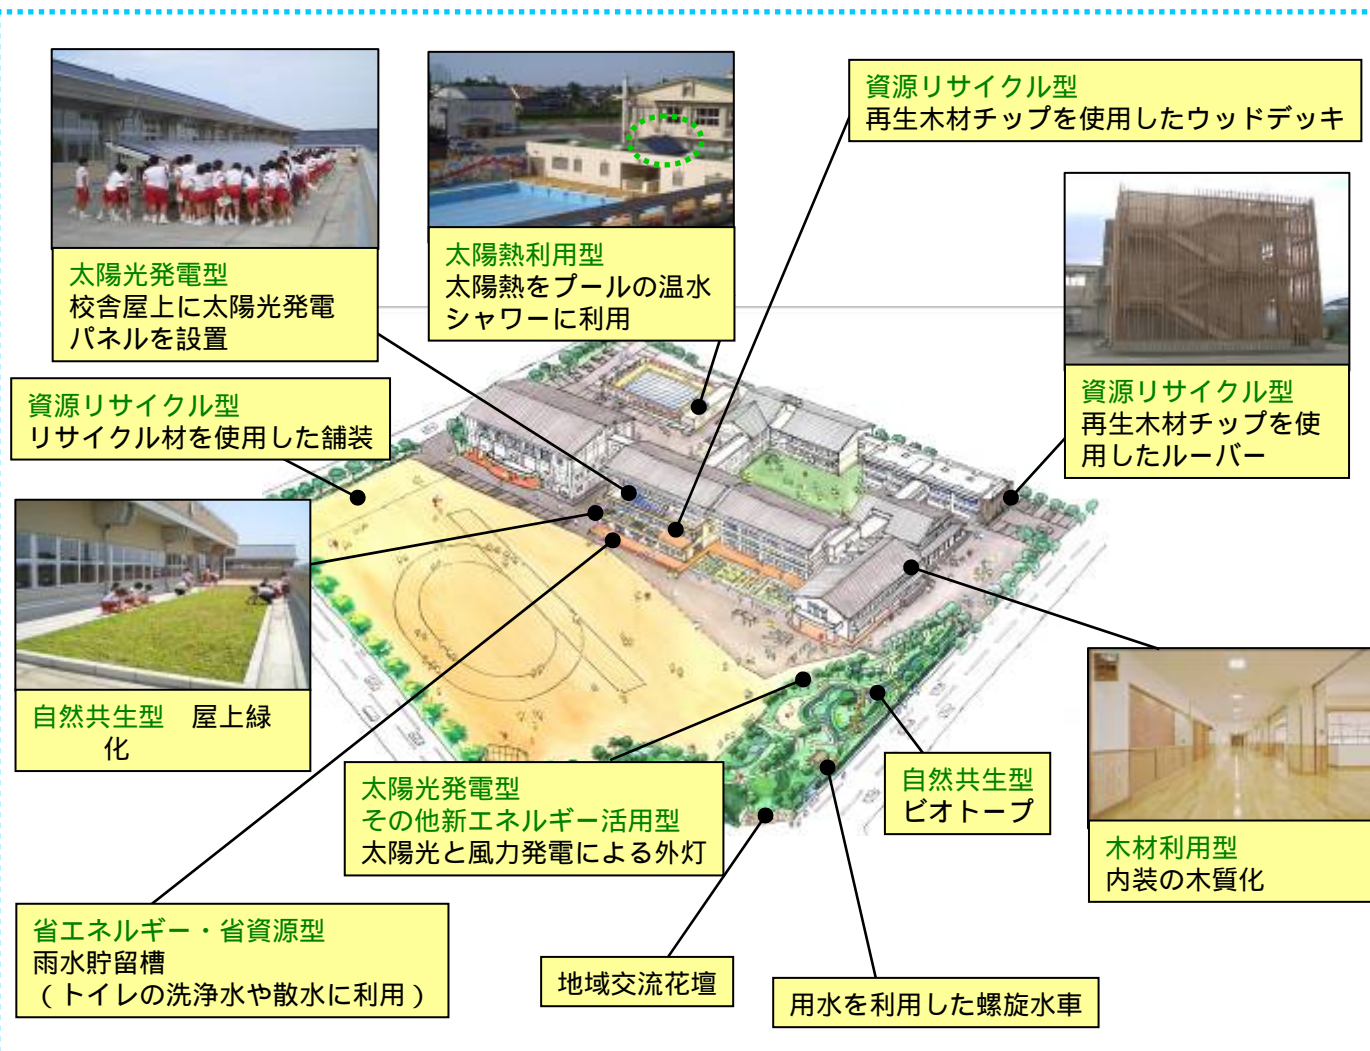 資源リサイクル型
再生木材チップを使用したウッドデッキ
太陽光発電型
校舎屋上に太陽光発電
パネルを設置
太陽熱利用型
太陽熱をプールの温水
シャワーに利用
資源リサイクル型
再生木材チップを使
用したルーバー
資源リサイクル型
リサイクル材を使用した舗装
自然共生型　屋上緑
化
太陽光発電型
その他新エネルギー活用型
太陽光と風力発電による外灯
自然共生型
ビオトープ
木材利用型
内装の木質化
省エネルギー・省資源型
雨水貯留槽
（トイレの洗浄水や散水に利用）
地域交流花壇
用水を利用した螺旋水車